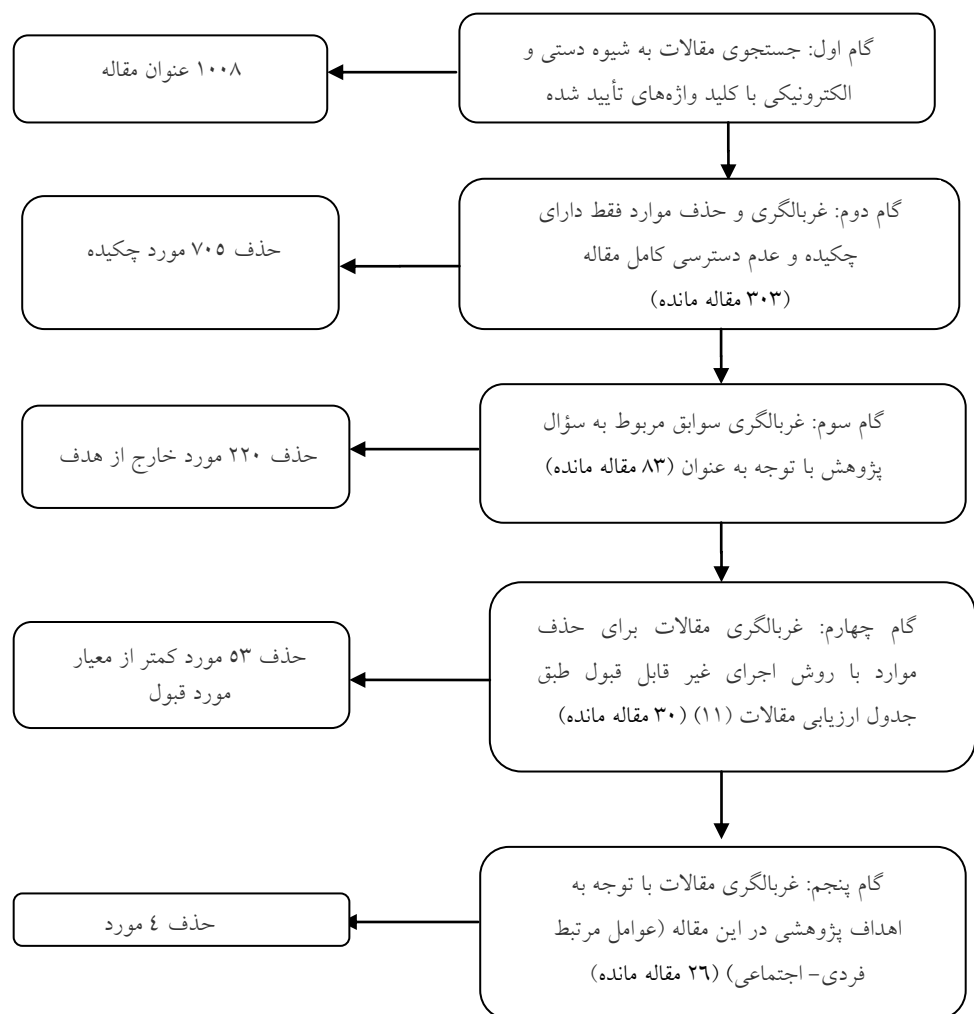 گام اول: جستجوی مقالات به شیوه دستی و
الکترونیکی با کلید واژه‌های تأیید شده
۱۰۰۸ عنوان مقاله
گام دوم: غربالگری و حذف موارد فقط دارای
چکیده و عدم دسترسی کامل مقاله
(۳۰۳ مقاله مانده)
حذف ۷۰۵ مورد چکیده
گام سوم: غربالگری سوابق مربوط به سؤال
پژوهش با توجه به عنوان (۸۳ مقاله مانده)
حذف ۲۲۰ مورد خارج از هدف
گام چهارم: غربالگری مقالات برای حذف
موارد با روش اجرای غیر قابل قبول طبق
جدول ارزیابی مقالات (۱۱) (۳۰ مقاله مانده)
حذف ۵۳ مورد کمتر از معیار
مورد قبول
گام پنجم: غربالگری مقالات با توجه به
اهداف پژوهشی در این مقاله (عوامل مرتبط
فردی- اجتماعی) (۲۶ مقاله مانده)
حذف ٤ مورد